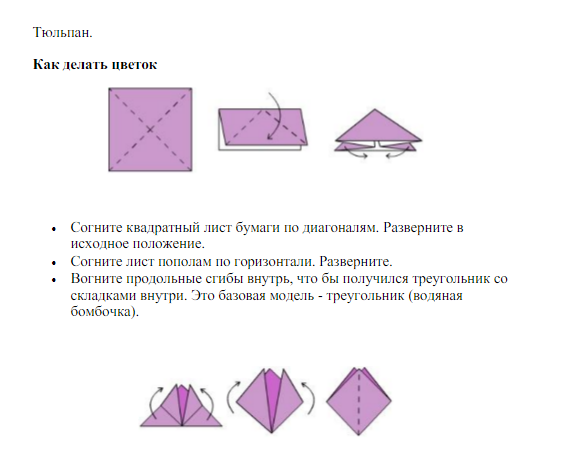 Тюльпан.
Как делать цветок
• Согните квадратный лист бумаги по диагоналям. Разверните в
исходное положение.
• Согните лист пополам по горизонтали. Разверните.
• Вогните продольные сгибы внутрь, что бы получился треугольник со
складками внутри. Это базовая модель - треугольник (водяная
бомбочка).